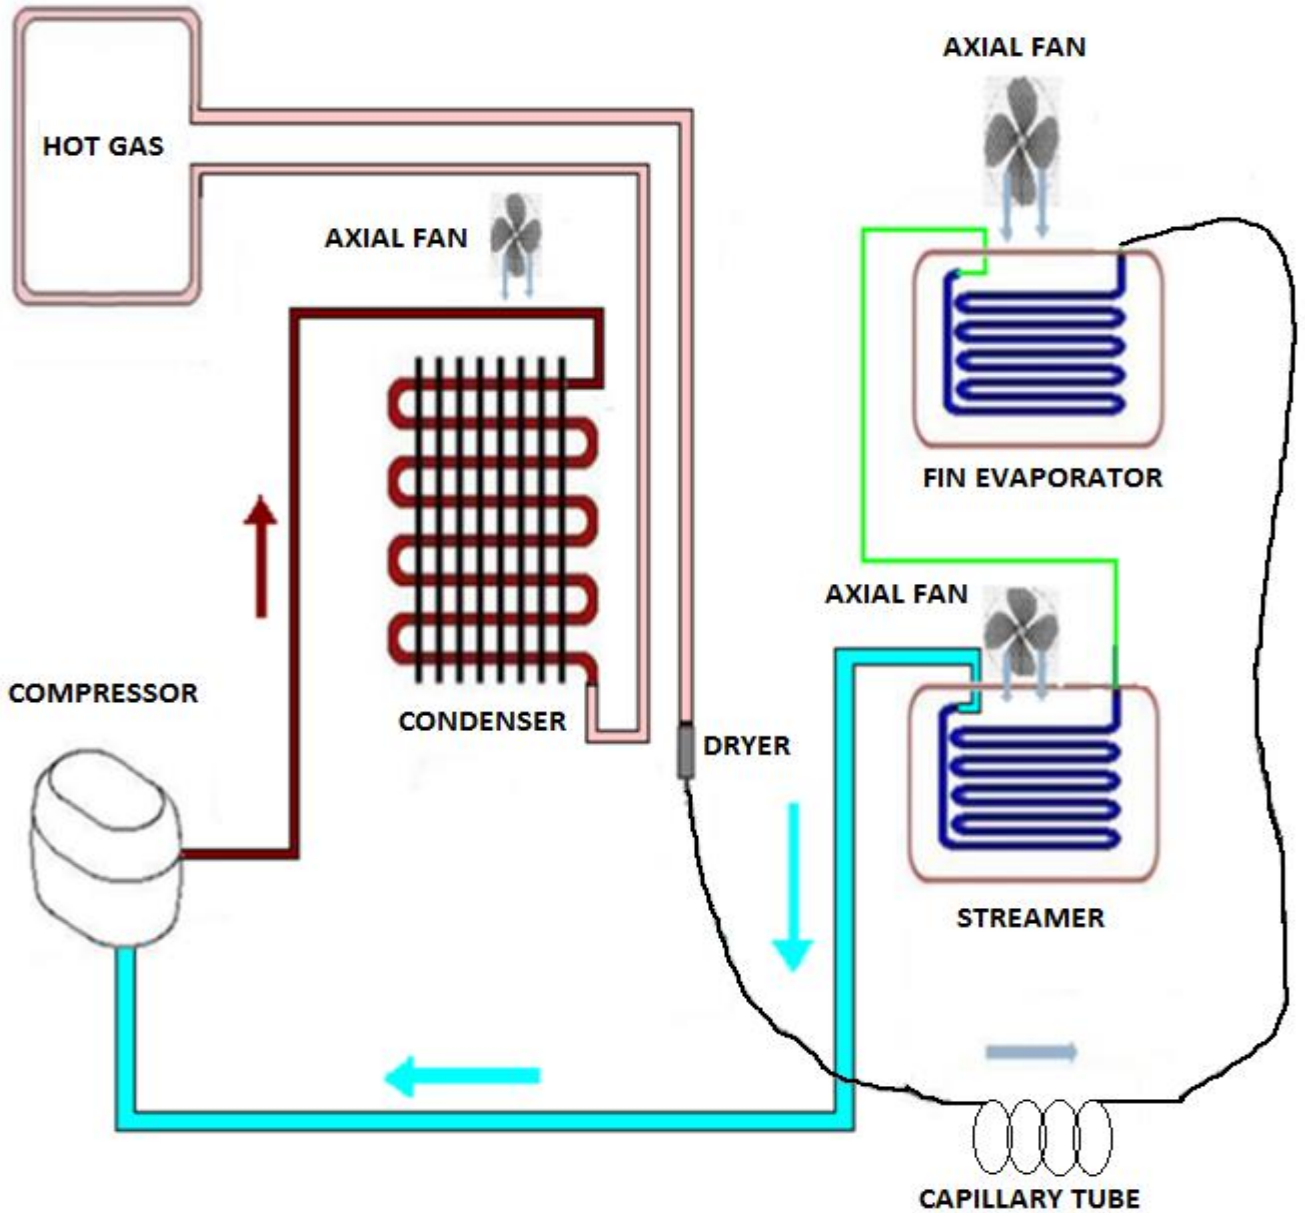 AXIAL FAN
HOT GAS
AXIAL FAN
FIN EVAPORATOR
AXIAL FAN
COMPRESSOR
CONDENSER
DRYER
STREAMER
CAPILLARY TUBE